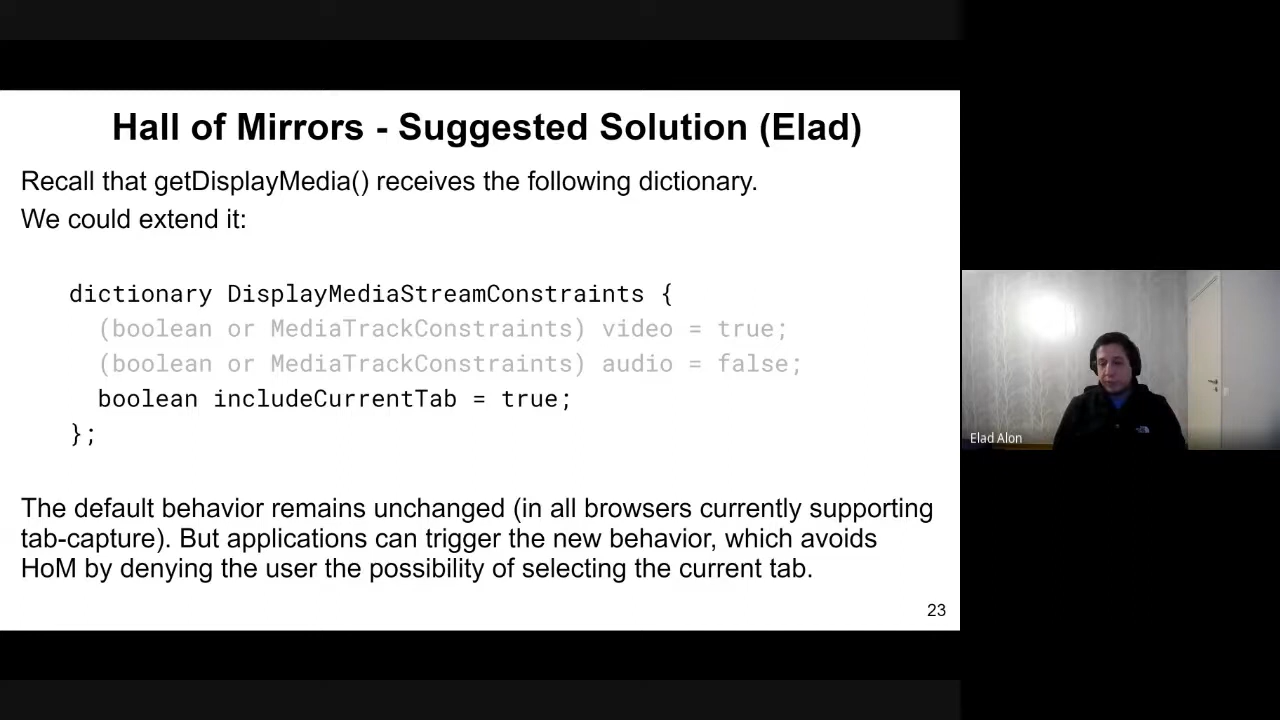 Hall of Mirrors - Suggested Solution (Elad)
Recall that getDisplayMedia() receives the following dictionary.
We could extend it:
dictionary DisplayMediaStreamConstraints {
(boolean or MediaTrackConstraints) video = true;
(boolean or MediaTrackConstraints) audio = false;
boolean includeCurrentTab = true;
};
The default behavior remains unchanged (in all browsers currently supporting
tab-capture). But applications can trigger the new behavior, which avoids
HoM by denying the user the possibility of selecting the current tab.
23
Elad Alon